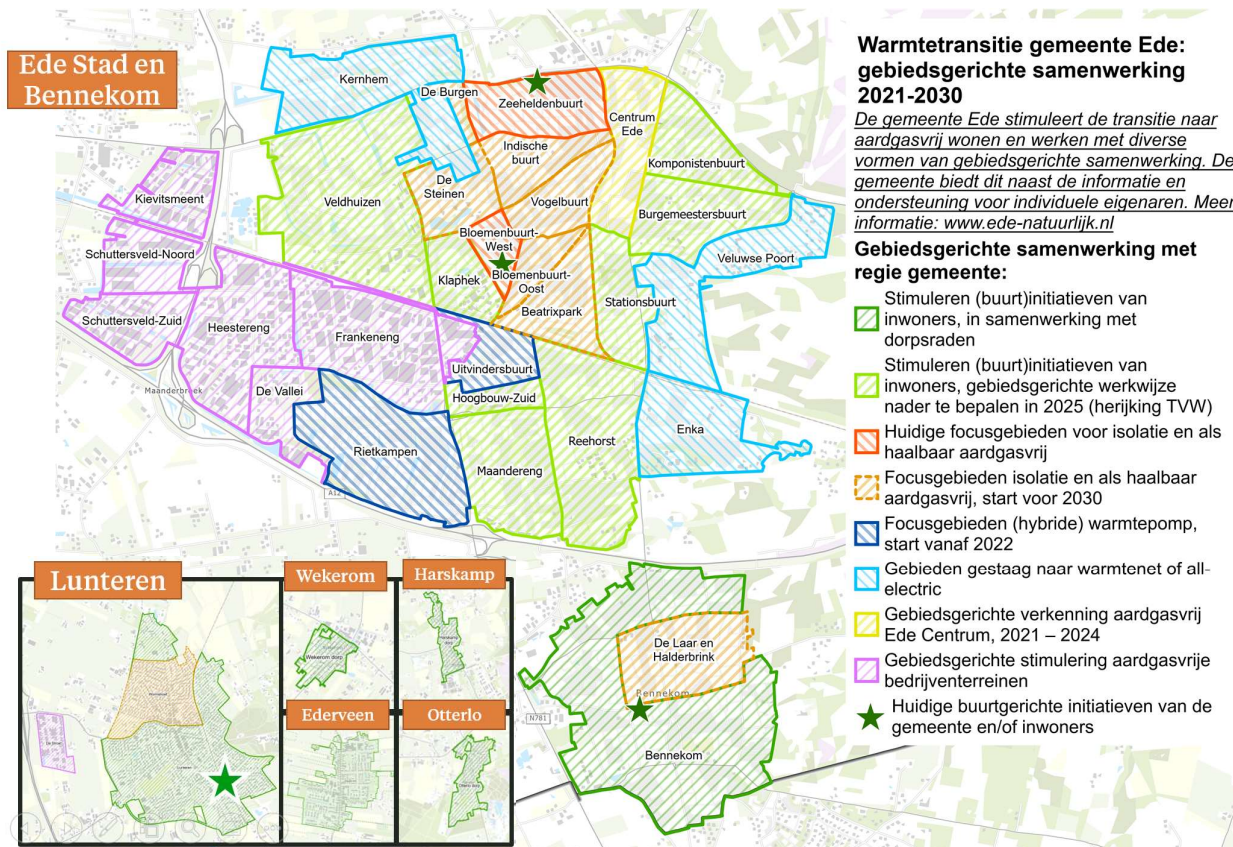 Ede Stad en
Bennekom
Kernhem
De Burgen
Zeeheldenbuurt
Centrum
Ede
Indische
buurt
Komponistenbuurt
De
Steinen
Kievitsmeent
Veldhuizen
Vogelbuurt
Burgemeestersbuurt
Bloemenbuurt-
West
Schuttersveld-Noord
Veluwse Poort
Klaphek
Bloemenbuurt-
Oost
Stationsbuurt
Beatrixpark
Schuttersveld-Zuid
Heestereng
Frankeneng
Uitvindersbuurt
Maanderbroek
De Vallei
Hoogbouw-Zuid
Enka
Reehorst
Rietkampen
Maandereng
A12
Lunteren
Wekerom
Harskamp
Wekerom dorp
Harskamp dorp
Ederveen
Otterlo
Otterlo dorp
Lunteren
De Laar en
Halderbrink
Bennekom
N781
Bennekom
Warmtetransitie gemeente Ede:
gebiedsgerichte samenwerking
2021-2030
De gemeente Ede stimuleert de transitie naar
aardgasvrij wonen en werken met diverse
vormen van gebiedsgerichte samenwerking. De
gemeente biedt dit naast de informatie en
ondersteuning voor individuele eigenaren. Meer
informatie: www.ede-natuurlijk.nl
Gebiedsgerichte samenwerking met
regie gemeente:
Stimuleren (buurt)initiatieven van
inwoners, in samenwerking met
dorpsraden
Stimuleren (buurt)initiatieven van
inwoners, gebiedsgerichte werkwijze
nader te bepalen in 2025 (herijking TVW)
Huidige focusgebieden voor isolatie en als
haalbaar aardgasvrij
Focusgebieden isolatie en als haalbaar
aardgasvrij, start voor 2030
Focusgebieden (hybride) warmtepomp,
start vanaf 2022
Gebieden gestaag naar warmtenet of all-
electric
Gebiedsgerichte verkenning aardgasvrij
Ede Centrum, 2021 – 2024
Gebiedsgerichte stimulering aardgasvrije
bedrijventerreinen
Huidige buurtgerichte initiatieven van de
gemeente en/of inwoners